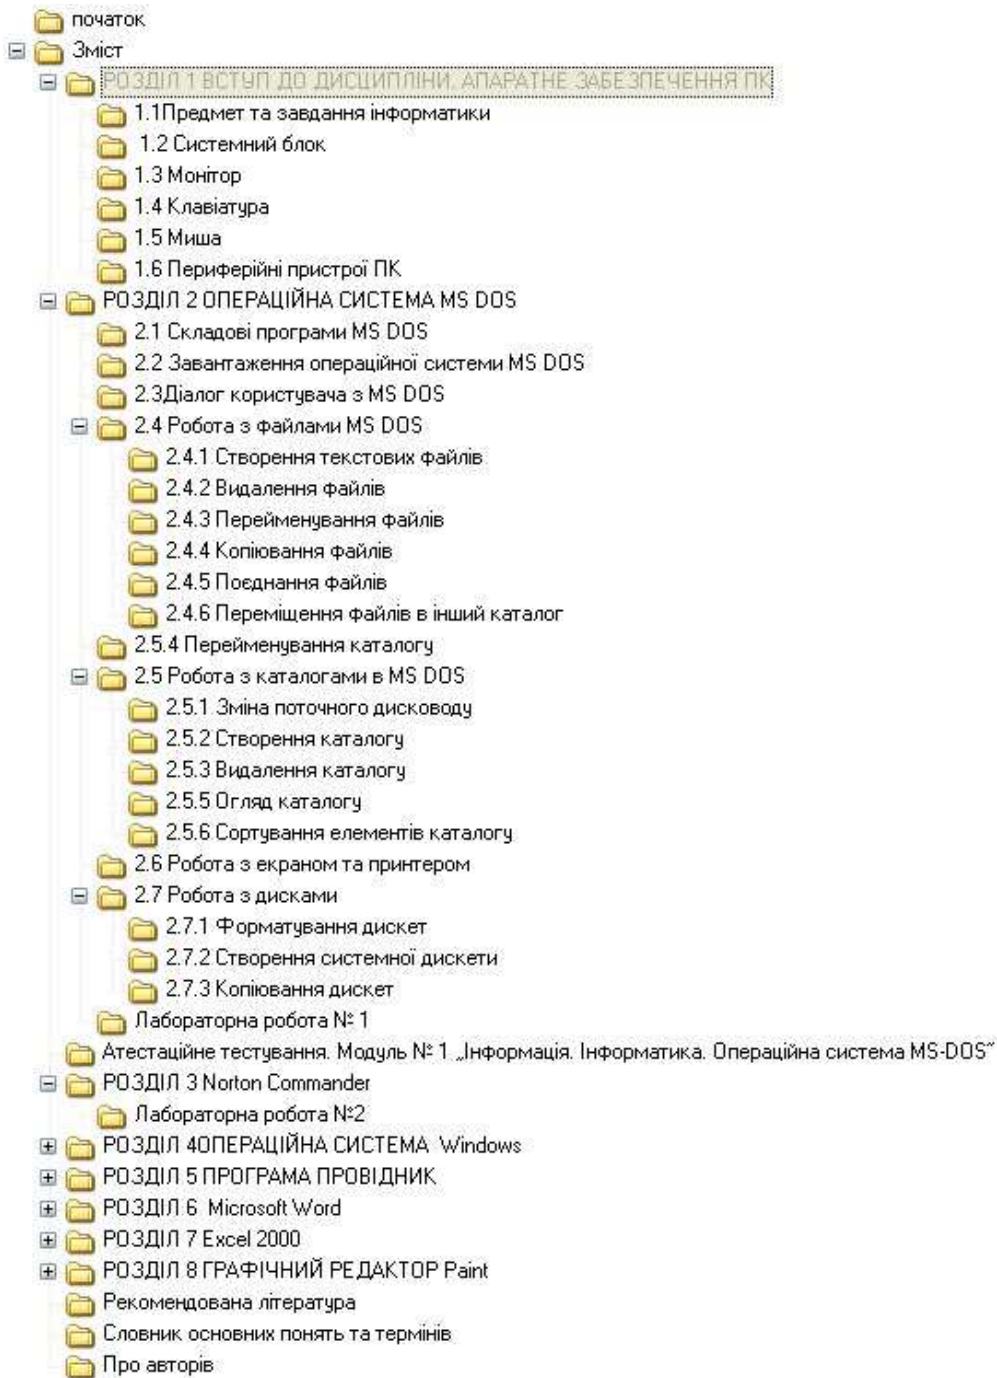 початок
Зміст
РОЗДІЛ 1 ВСТУП ДО ДИСЦИПЛІНИ. АПАРАТНЕ ЗАБЕЗПЕЧЕННЯ ПК
1.1Предмет та завдання інформатики
1.2 Системний блок
1.3 Монітор
1.4 Клавіатура
1.5 Миша
1.6 Периферійні пристрої ПК
РОЗДІЛ 2 ОПЕРАЦІЙНА СИСТЕМА MS DOS
2.1 Складові програми MS DOS
2.2 Завантаження операційної системи MS DOS
2.3Діалог користувача з MS DOS
2.4 Робота з файлами MS DOS
2.4.1 Створення текстових файлів
2.4.2 Видалення файлів
2.4.3 Перейменування файлів
2.4.4 Копіювання файлів
2.4.5 Поєднання файлів
2.4.6 Переміщення файлів в інший каталог
2.5.4 Перейменування каталогу
2.5 Робота з каталогами в MS DOS
2.5.1 Зміна поточного дисководу
2.5.2 Створення каталогу
2.5.3 Видалення каталогу
2.5.5 Огляд каталогу
2.5.6 Сортування елементів каталогу
2.6 Робота з екраном та принтером
2.7 Робота з дисками
2.7.1 Форматування дискет
2.7.2 Створення системної дискети
2.7.3 Копіювання дискет
Лабораторна робота № 1
Атестаційне тестування. Модуль № 1 „Інформація. Інформатика. Операційна система MS-DOS“
РОЗДІЛ 3 Norton Commander
Лабораторна робота №2
РОЗДІЛ 4ОПЕРАЦІЙНА СИСТЕМА Windows
РОЗДІЛ 5 ПРОГРАМА ПРОВІДНИК
РОЗДІЛ 6 Microsoft Word
РОЗДІЛ 7 Excel 2000
РОЗДІЛ 8 ГРАФІЧНИЙ РЕДАКТОР Paint
Рекомендована література
Словник основних понять та термінів
Про авторів